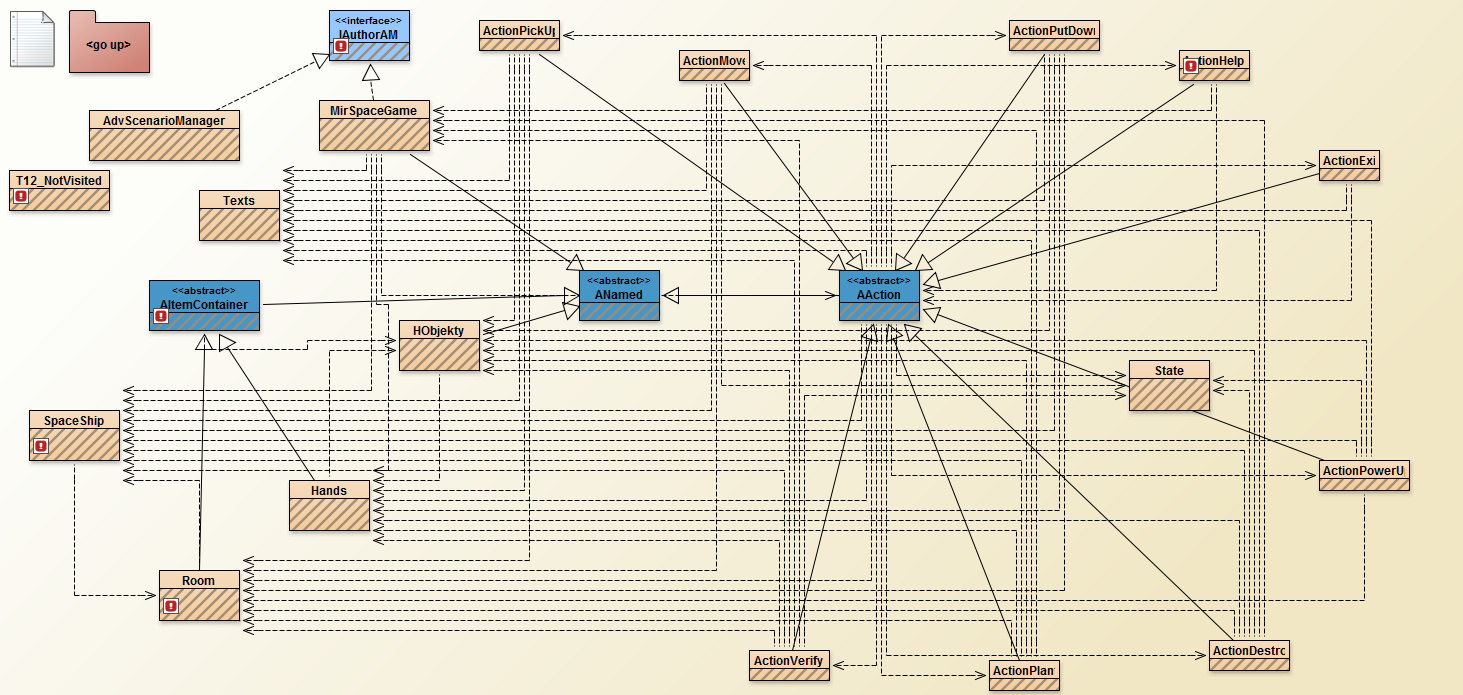 <go up>
<<interface>>
IAuthorAM
ActionPickUp
ActionPutDown
ActionMove
ActionHelp
AdvScenarioManager
MirSpaceGame
ActionExi
T12_NotVisited
Texts
<<abstract>>
AItemContainer
<<abstract>>
ANamed
<<abstract>>
AAction
HObjekty
State
SpaceShip
ActionPowerU
Hands
Room
ActionVerify
ActionPlan
ActionDestro